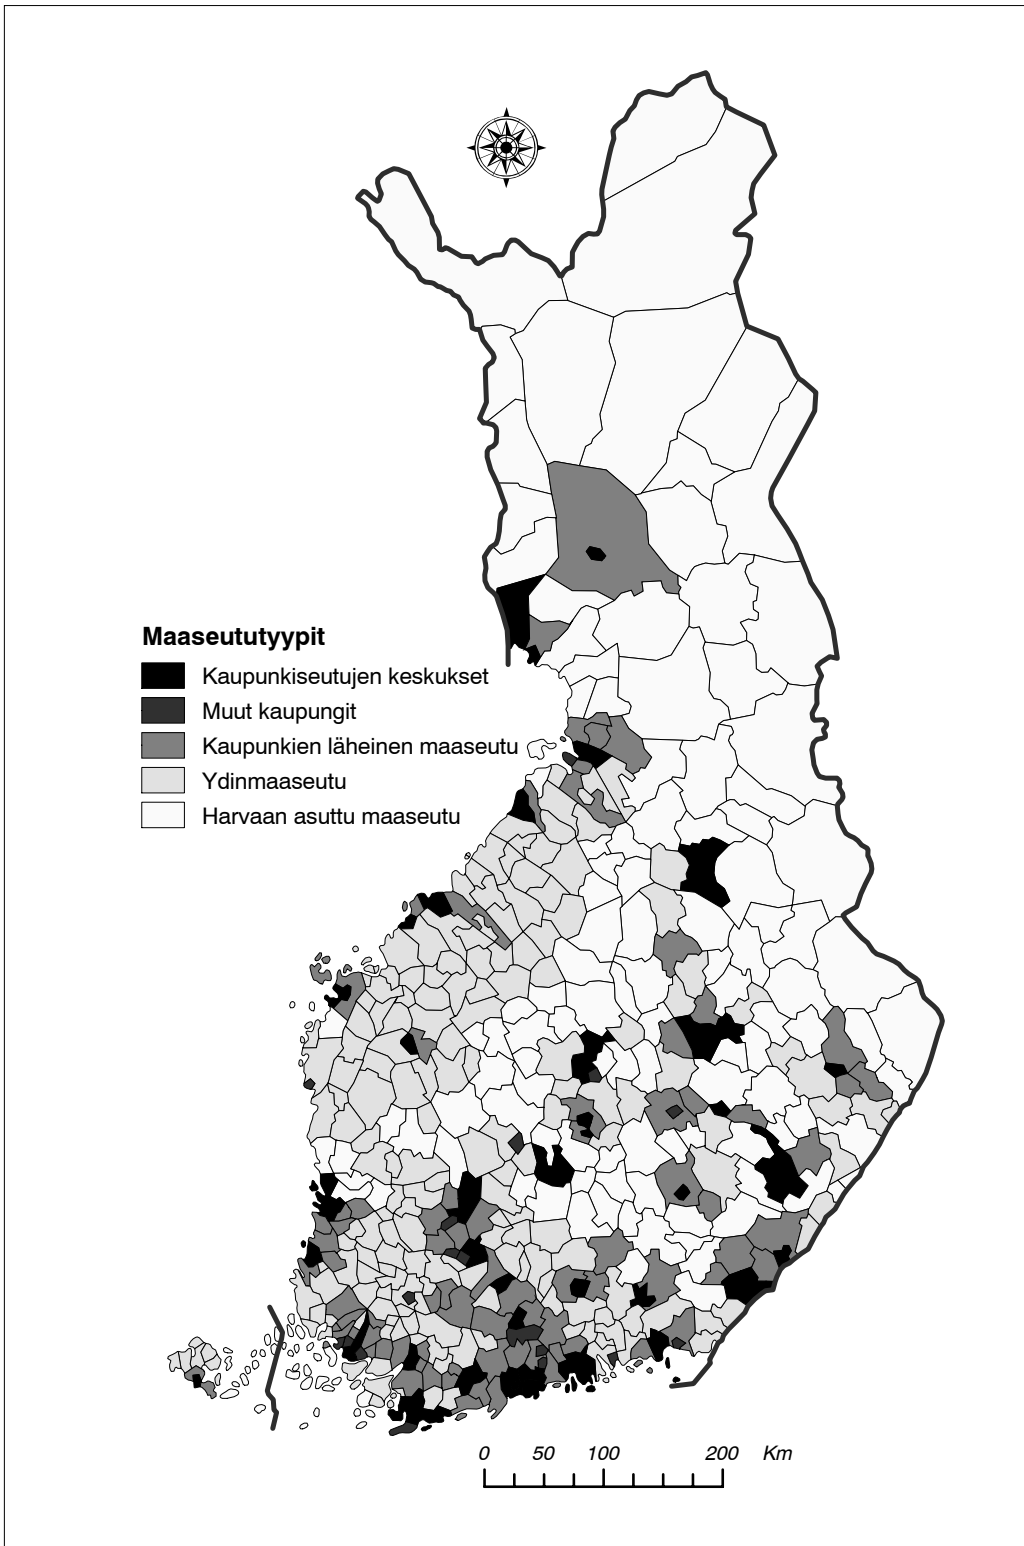 Maaseututyypit
Kaupunkiseutujen keskukset
Muut kaupungit
Kaupunkien läheinen maaseutu
Ydinmaaseutu
Harvaan asuttu maaseutu
0 50 100 200 Km